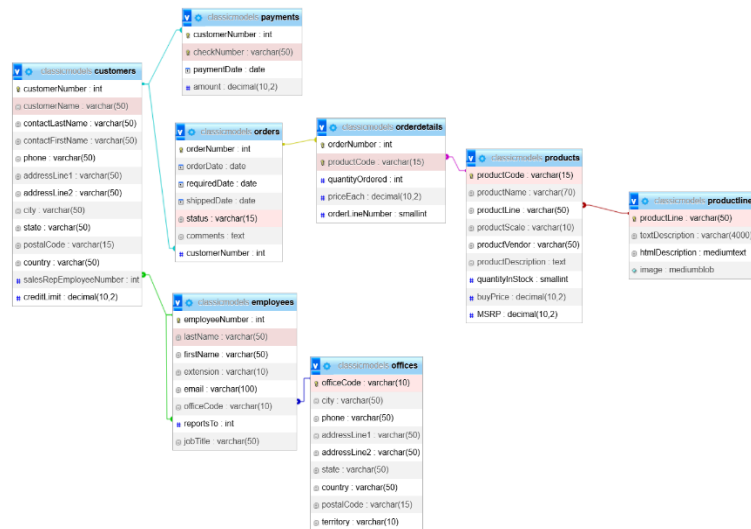 classicmodels payments
customerNumber : int
checkNumber : varchar(50)
paymentDate : date
amount : decimal(10,2)
classicmodels customers
customerNumber : int
customerName : varchar(50)
contactLastName : varchar(50)
contactFirstName : varchar(50)
phone : varchar(50)
addressLine1 : varchar(50)
addressLine2 : varchar(50)
city : varchar(50)
state : varchar(50)
postalCode : varchar(15)
country : varchar(50)
salesRepEmployeeNumber : int
creditLimit : decimal(10,2)
classicmodels orders
orderNumber : int
orderDate : date
requiredDate : date
shippedDate : date
status : varchar(15)
comments : text
customerNumber : int
classicmodels orderdetails
orderNumber : int
productCode : varchar(15)
quantityOrdered : int
priceEach : decimal(10,2)
orderLineNumber : smallint
classicmodels products
productCode : varchar(15)
productName : varchar(70)
productLine : varchar(50)
productScale : varchar(10)
productVendor : varchar(50)
productDescription : text
quantityInStock : smallint
buyPrice : decimal(10,2)
MSRP : decimal(10,2)
classicmodels productline
productLine : varchar(50)
textDescription : varchar(4000)
htmlDescription : mediumtext
image : mediumblob
classicmodels employees
employeeNumber : int
lastName : varchar(50)
firstName : varchar(50)
extension : varchar(10)
email : varchar(100)
officeCode : varchar(10)
reportsTo : int
jobTitle : varchar(50)
classicmodels offices
officeCode : varchar(10)
city : varchar(50)
phone : varchar(50)
addressLine1 : varchar(50)
addressLine2 : varchar(50)
state : varchar(50)
country : varchar(50)
postalCode : varchar(15)
territory : varchar(10)